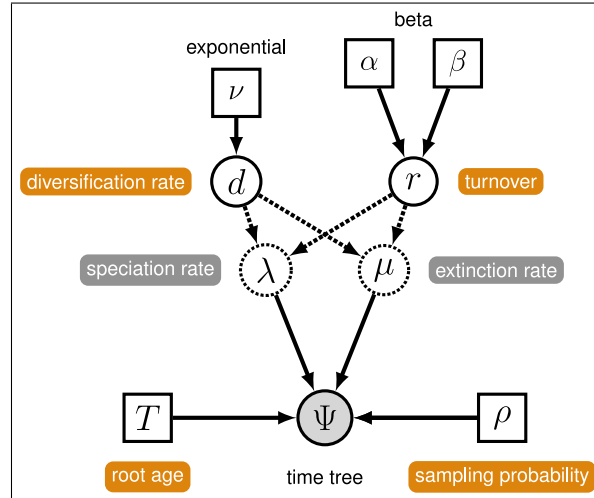 beta
exponential
α β
ν
diversification rate d r turnover
speciation rate λ μ extinction rate
T Ψ ρ
root age time tree sampling probability